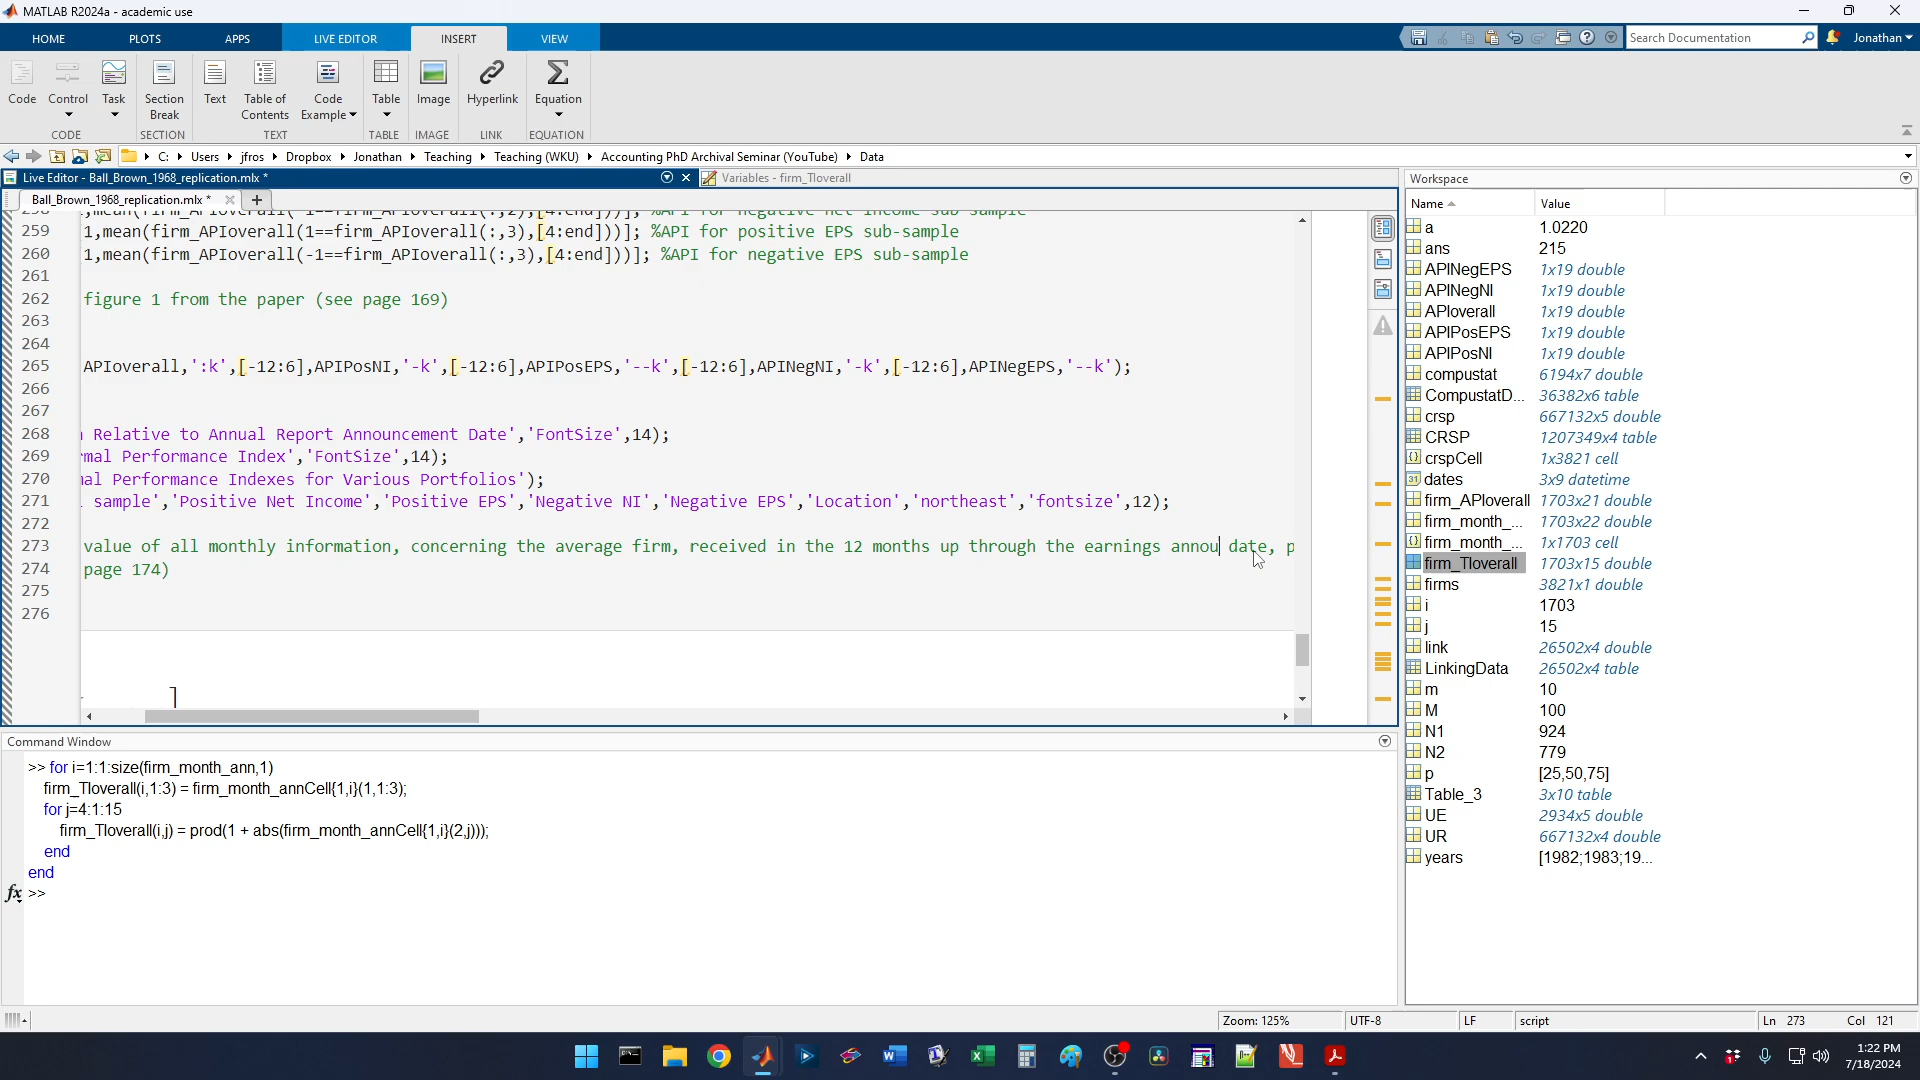 MATLAB R2024a - academic use
HOME PLOTS APPS LIVE EDITOR INSERT VIEW
Search Documentation
Jonathan
Code Control Task Section Break Text Table of Contents Code Example Table Image Hyperlink Equation
CODE SECTION TEXT TABLE IMAGE LINK EQUATION
C: Users jfros Dropbox Jonathan Teaching Teaching (WKU) Accounting PhD Archival Seminar (YouTube) Data
Live Editor - Ball_Brown_1968_replication.mlx *
Variables - firm_TIoverall
Ball_Brown_1968_replication.mlx *
259 1,mean(firm_APIoverall(1==firm_APIoverall(:,3),[4:end]))]; %API for positive EPS sub-sample
260 1,mean(firm_APIoverall(-1==firm_APIoverall(:,3),[4:end]))]; %API for negative EPS sub-sample
261
262 figure 1 from the paper (see page 169)
263
264
265 APIoverall,':k',[-12:6],APIPosNI,'-k',[-12:6],APIPosEPS,'--k',[-12:6],APINegNI,'-k',[-12:6],APINegEPS,'--k');
266
267
268 Relative to Annual Report Announcement Date','FontSize',14);
269 mal Performance Index','FontSize',14);
270 al Performance Indexes for Various Portfolios');
271 sample','Positive Net Income','Positive EPS','Negative NI','Negative EPS','Location','northeast','fontsize',12);
272
273 value of all monthly information, concerning the average firm, received in the 12 months up through the earnings annou date, p
274 page 174)
275
276
Command Window
>> for i=1:1:size(firm_month_ann,1)
firm_TIoverall(i,1:3) = firm_month_annCell{1,i}(1,1:3);
for j=4:1:15
firm_TIoverall(i,j) = prod(1 + abs(firm_month_annCell{1,i}(2,j)));
end
end
fx >>
Workspace
Name Value
a 1.0220
ans 215
APINegEPS 1x19 double
APINegNI 1x19 double
APIoverall 1x19 double
APIPosEPS 1x19 double
APIPosNI 1x19 double
compustat 6194x7 double
CompustatD... 36382x6 table
crsp 667132x5 double
CRSP 1207349x4 table
crspCell 1x3821 cell
dates 3x9 datetime
firm_APIoverall 1703x21 double
firm_month_... 1703x22 double
firm_month_... 1x1703 cell
firm_TIoverall 1703x15 double
firms 3821x1 double
i 1703
j 15
link 26502x4 double
LinkingData 26502x4 table
m 10
M 100
N1 924
N2 779
p [25,50,75]
Table_3 3x10 table
UE 2934x5 double
UR 667132x4 double
years [1982;1983;19...
Zoom: 125% UTF-8 LF script Ln 273 Col 121
1:22 PM
7/18/2024